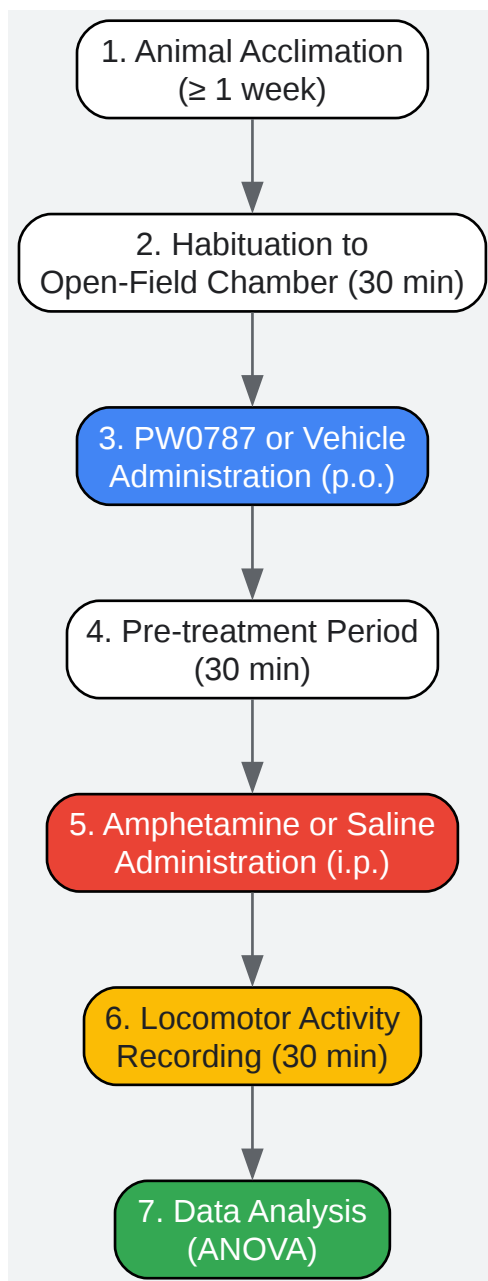 1. Animal Acclimation
(≥ 1 week)
2. Habituation to
Open-Field Chamber (30 min)
3. PW0787 or Vehicle
Administration (p.o.)
4. Pre-treatment Period
(30 min)
5. Amphetamine or Saline
Administration (i.p.)
6. Locomotor Activity
Recording (30 min)
7. Data Analysis
(ANOVA)